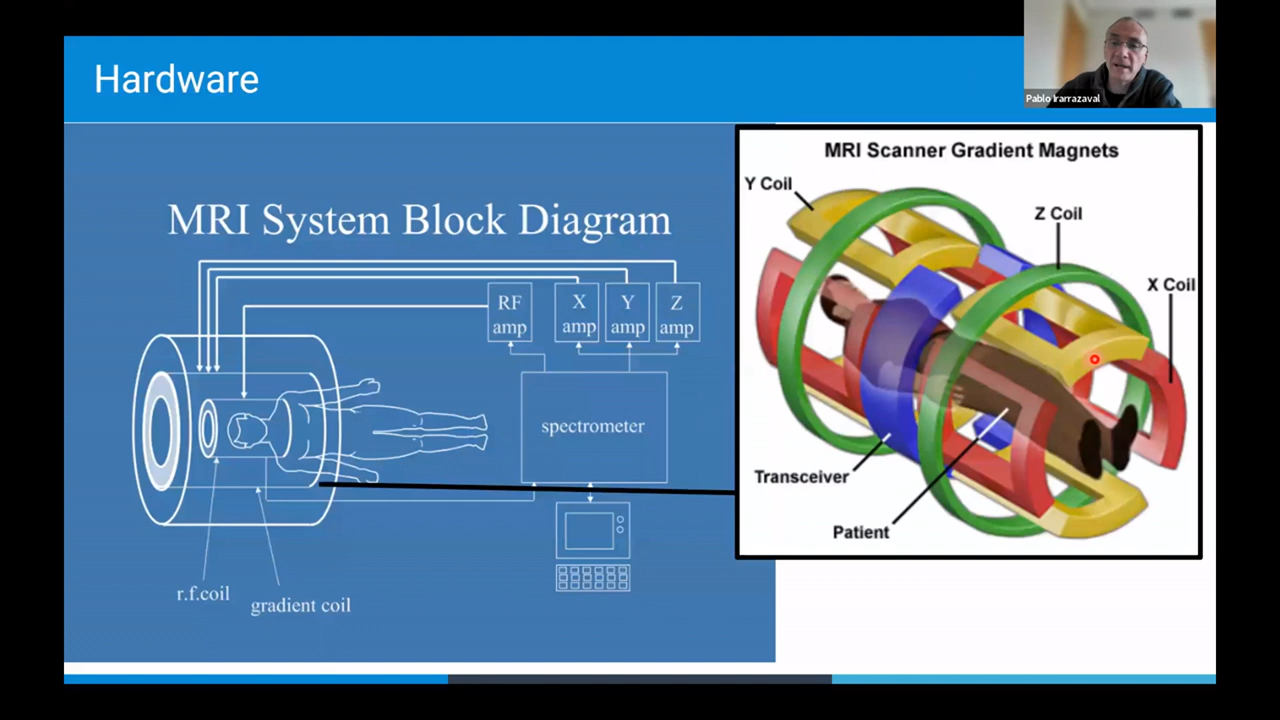 Hardware
Pablo Irarrazaval
MRI System Block Diagram
RF
amp
X
amp
Y
amp
Z
amp
spectrometer
r.f.coil
gradient coil
MRI Scanner Gradient Magnets
Y Coil
Z Coil
X Coil
Transceiver
Patient